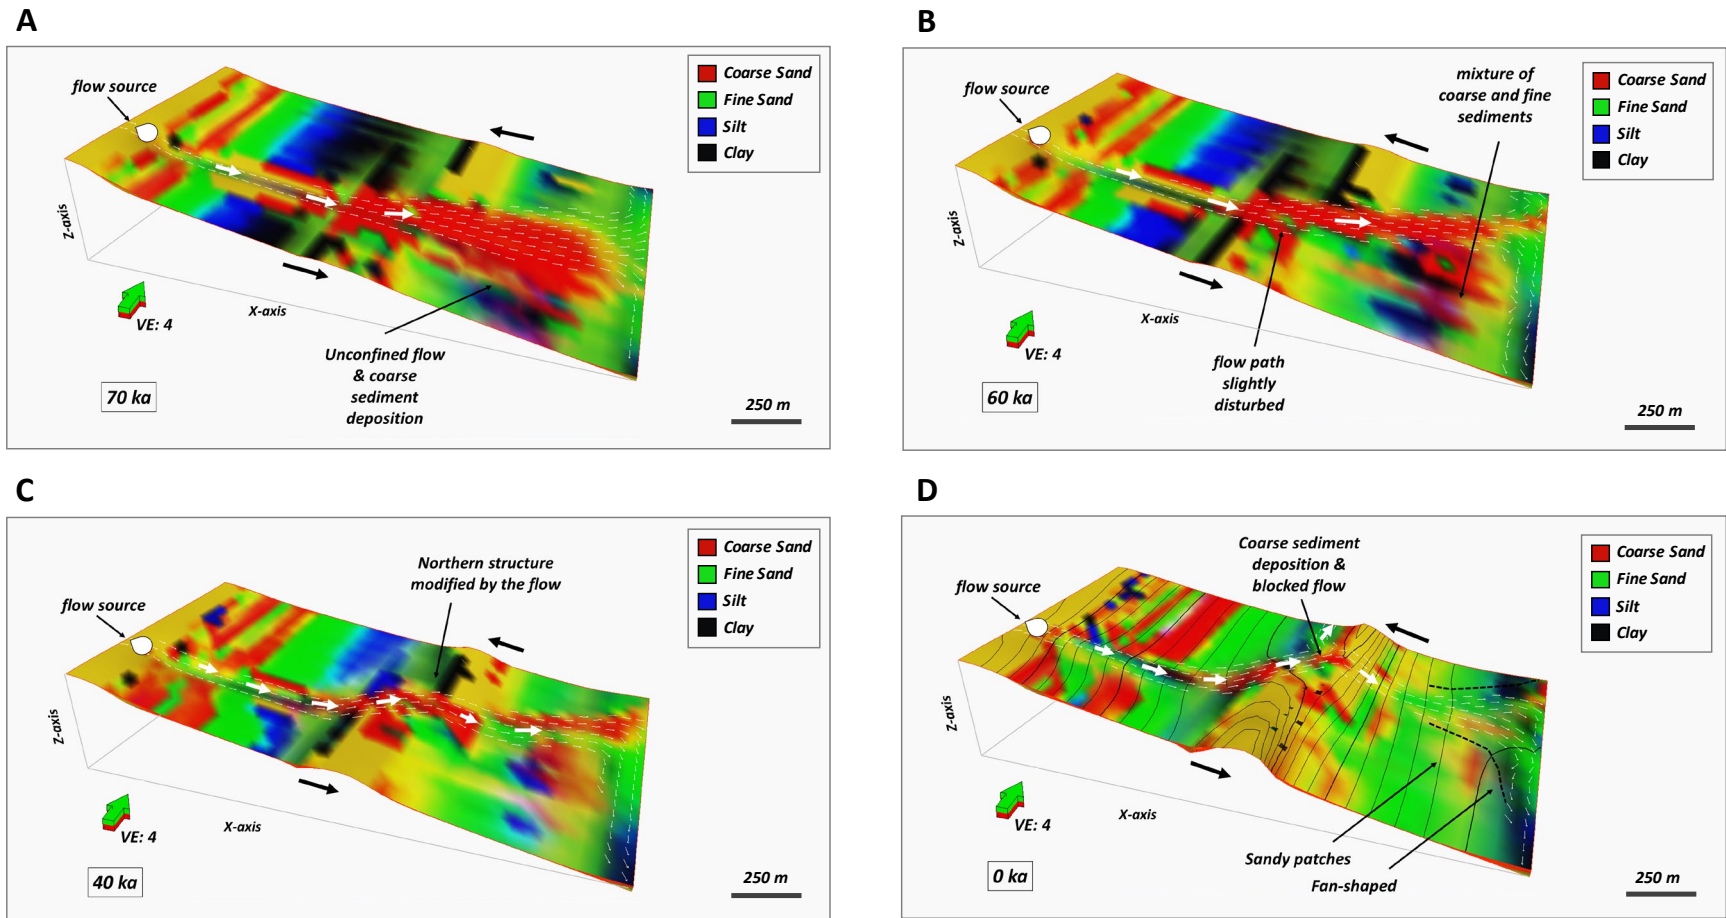 A
flow source
Coarse Sand
Fine Sand
Silt
Clay
Z-axis
X-axis
VE: 4
Unconfined flow
& coarse
sediment
deposition
70 ka
250 m
B
flow source
mixture of
coarse and fine
sediments
Coarse Sand
Fine Sand
Silt
Clay
Z-axis
X-axis
VE: 4
flow path
slightly
disturbed
60 ka
250 m
C
flow source
Northern structure
modified by the flow
Coarse Sand
Fine Sand
Silt
Clay
Z-axis
X-axis
VE: 4
40 ka
250 m
D
flow source
Coarse sediment
deposition &
blocked flow
Coarse Sand
Fine Sand
Silt
Clay
Z-axis
X-axis
VE: 4
Sandy patches
Fan-shaped
0 ka
250 m